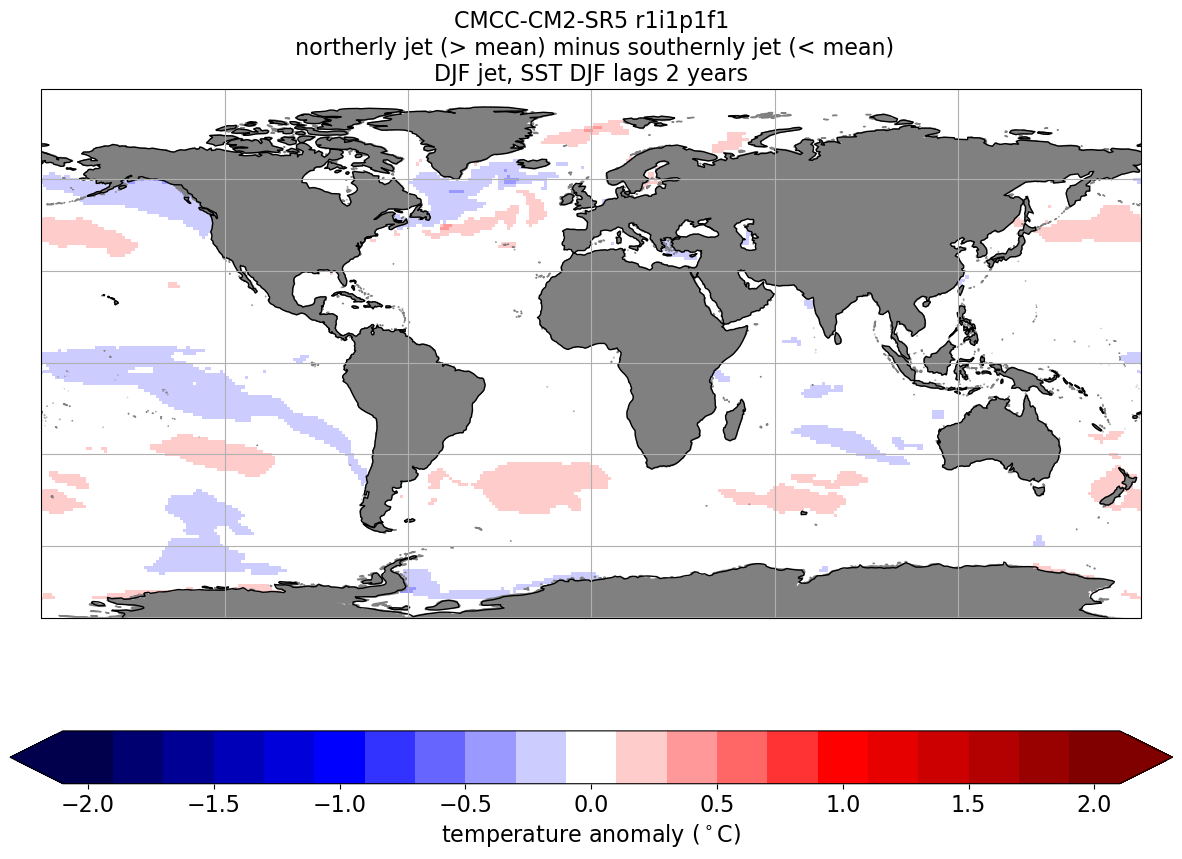 CMCC-CM2-SR5 r1i1p1f1
northerly jet (> mean) minus southernly jet (< mean)
DJF jet, SST DJF lags 2 years
−2.0 −1.5 −1.0 −0.5 0.0 0.5 1.0 1.5 2.0
temperature anomaly (°C)